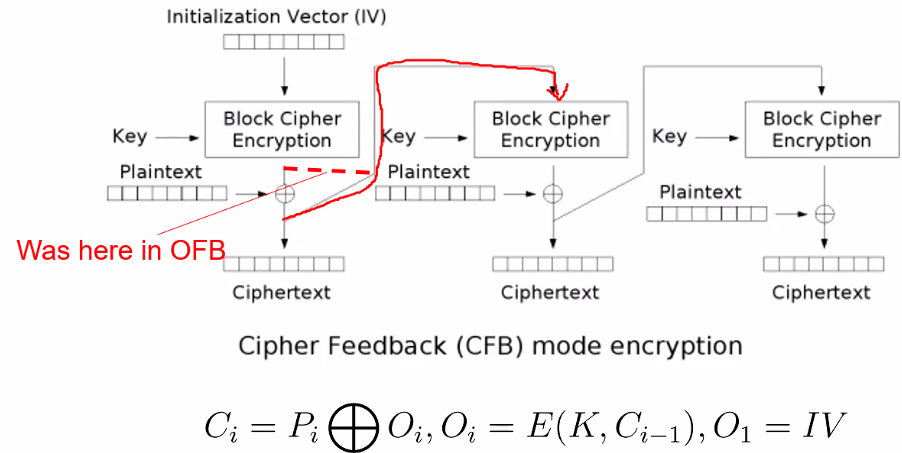 Initialization Vector (IV)
Block Cipher
Encryption
Block Cipher
Encryption
Block Cipher
Encryption
Key
Key
Key
Plaintext
Plaintext
Plaintext
Was here in OFB
Ciphertext
Ciphertext
Ciphertext
Cipher Feedback (CFB) mode encryption
C_i = P_i ⨁ O_i, O_i = E(K, C_{i−1}), O_1 = IV